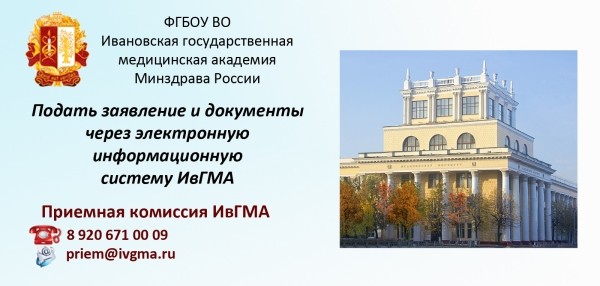 ФГБОУ ВО
Ивановская государственная
медицинская академия
Минздрава России
Подать заявление и документы
через электронную
информационную
систему ИвГМА
Приемная комиссия ИвГМА
8 920 671 00 09
priem@ivgma.ru